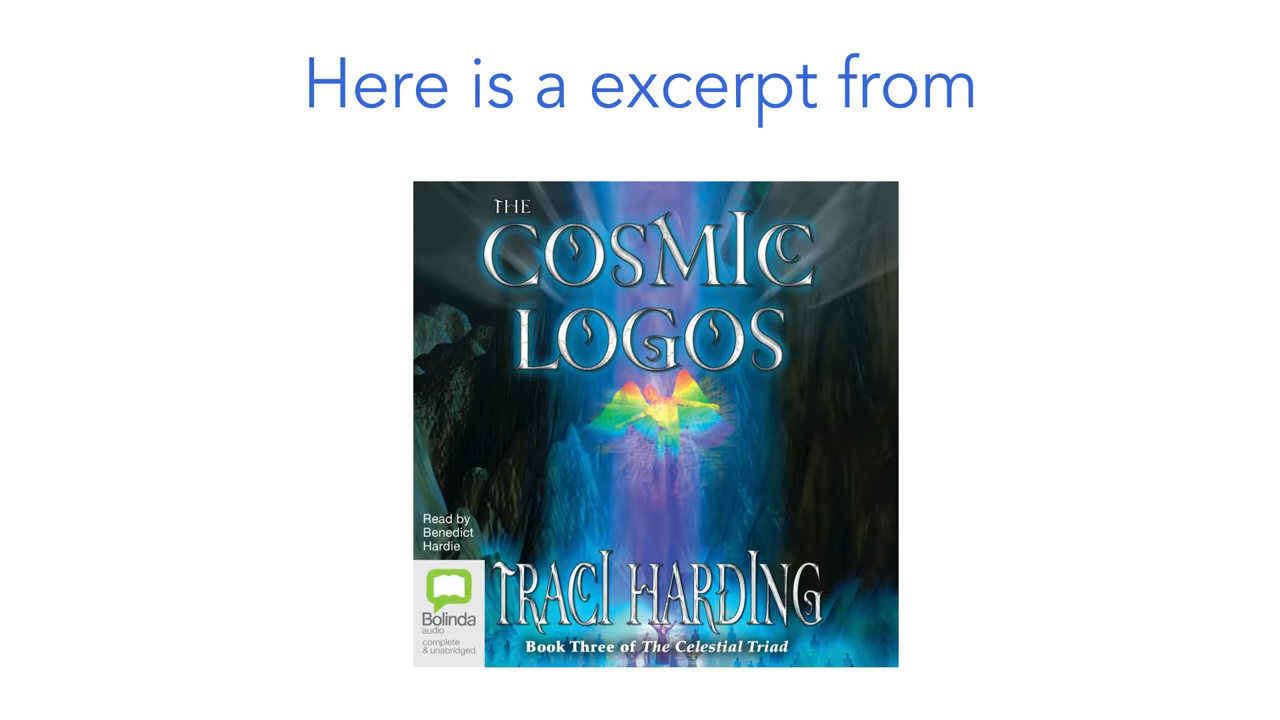 Here is a excerpt from
THE
COSMIC
LOGOS
Read by
Benedict
Hardie
Bolinda
audio
complete
& unabridged
TRACI HARDING
Book Three of The Celestial Triad